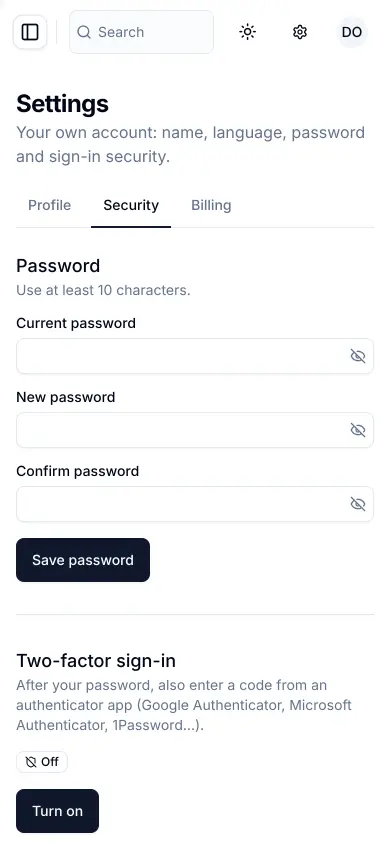 Search
DO
Settings
Your own account: name, language, password
and sign-in security.
Profile
Security
Billing
Password
Use at least 10 characters.
Current password
New password
Confirm password
Save password
Two-factor sign-in
After your password, also enter a code from an
authenticator app (Google Authenticator, Microsoft
Authenticator, 1Password...).
Off
Turn on